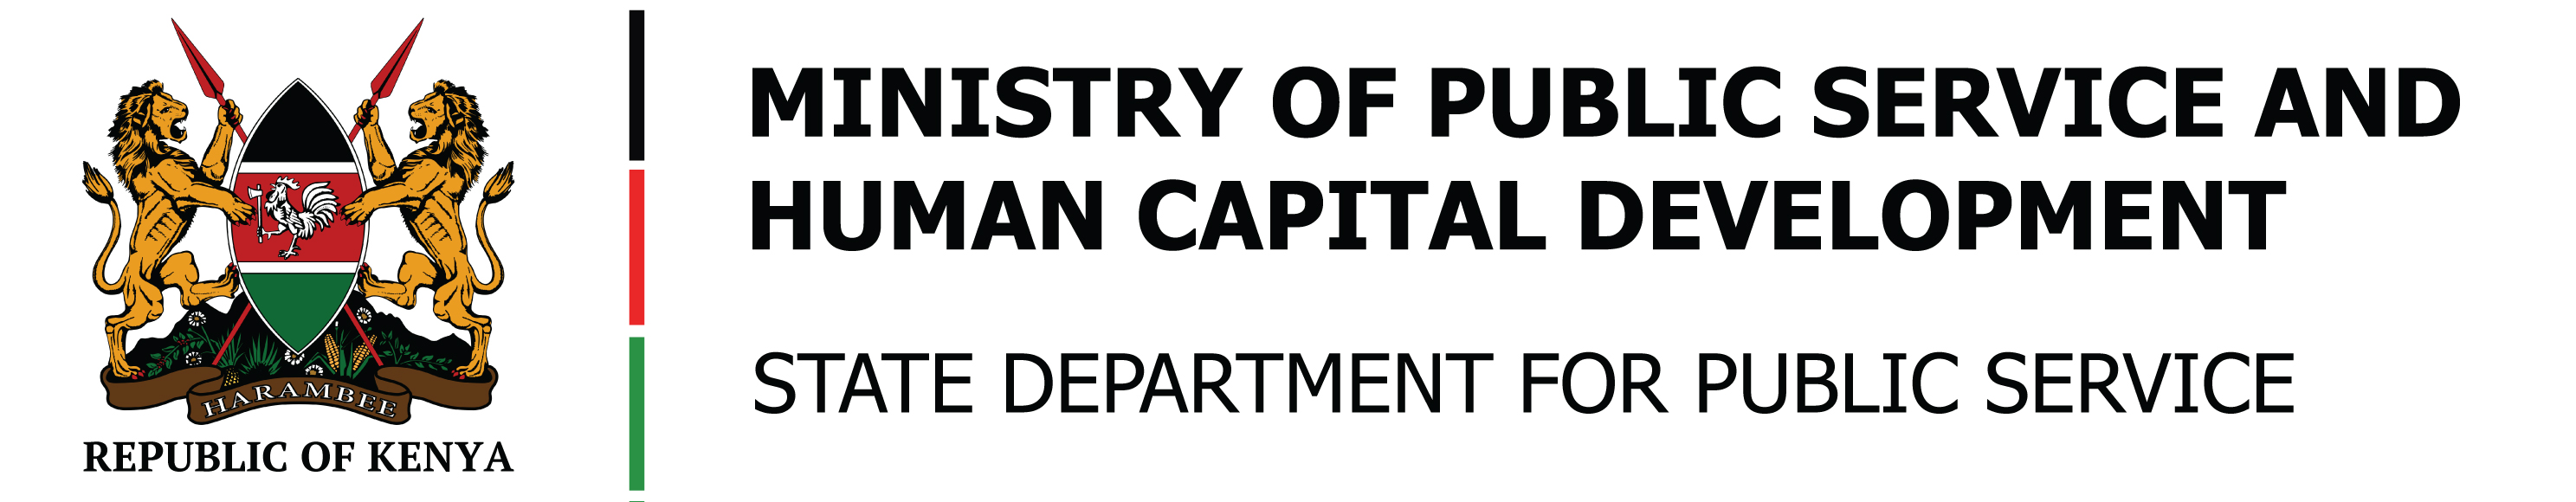 HARAMBEE
REPUBLIC OF KENYA
MINISTRY OF PUBLIC SERVICE AND
HUMAN CAPITAL DEVELOPMENT
STATE DEPARTMENT FOR PUBLIC SERVICE